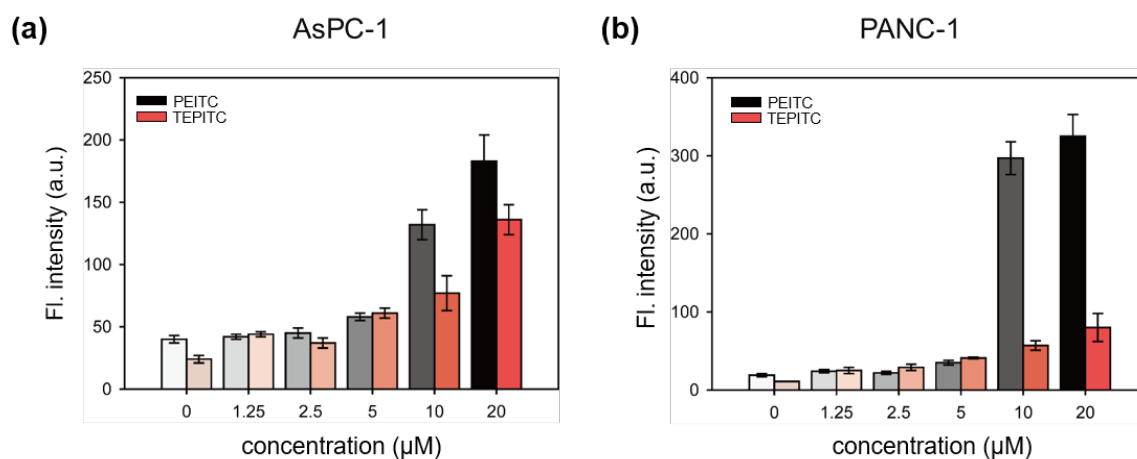 (a)
AsPC-1
250
200
150
100
50
0
Fl. intensity (a.u.)
PEITC
TEPITC
0 1.25 2.5 5 10 20
concentration (µM)
(b)
PANC-1
400
300
200
100
0
Fl. intensity (a.u.)
PEITC
TEPITC
0 1.25 2.5 5 10 20
concentration (µM)